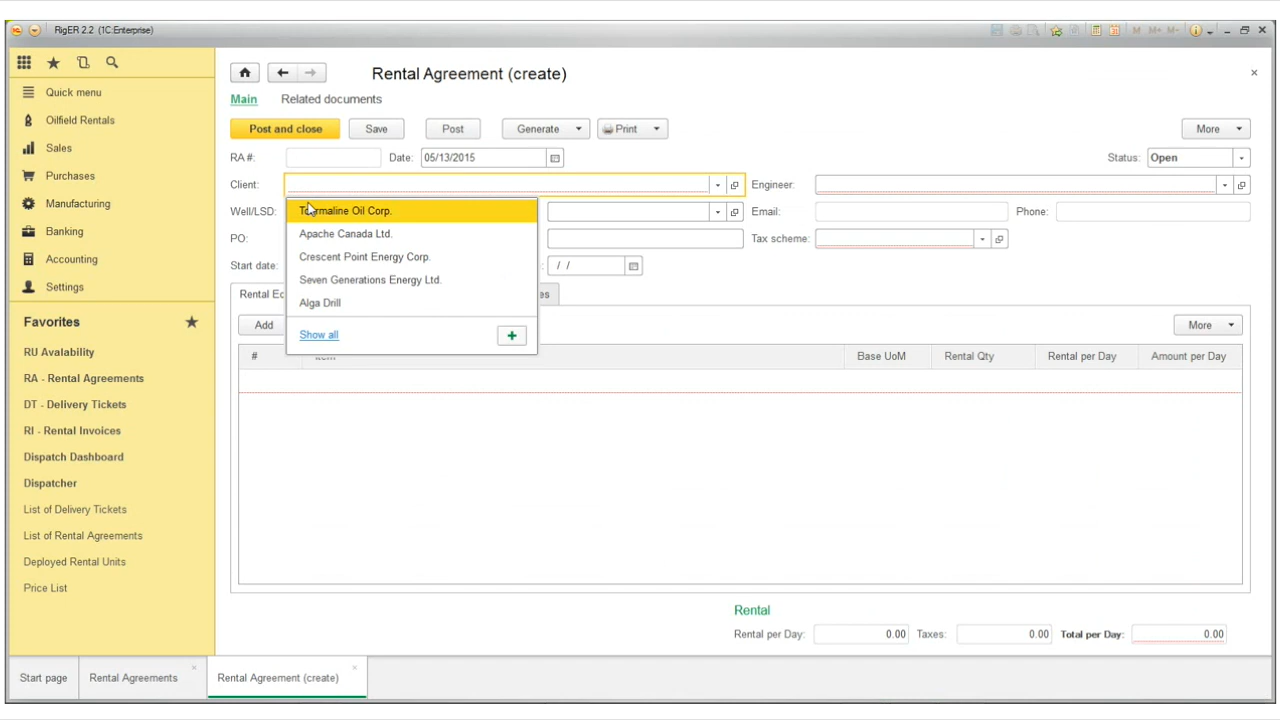 RigER 2.2 (1C:Enterprise)
M M+ M-
Quick menu
Oilfield Rentals
Sales
Purchases
Manufacturing
Banking
Accounting
Settings
Favorites
RU Avalability
RA - Rental Agreements
DT - Delivery Tickets
RI - Rental Invoices
Dispatch Dashboard
Dispatcher
List of Delivery Tickets
List of Rental Agreements
Deployed Rental Units
Price List
Rental Agreement (create)
Main Related documents
Post and close Save Post Generate Print More
RA #: Date: 05/13/2015 Status: Open
Client: Engineer:
Well/LSD: Email: Phone:
PO: Tax scheme:
Start date: : / /
Tourmaline Oil Corp.
Apache Canada Ltd.
Crescent Point Energy Corp.
Seven Generations Energy Ltd.
Alga Drill
Show all
Rental Ec es
Add More
# Item Base UoM Rental Qty Rental per Day Amount per Day
Rental
Rental per Day: 0.00 Taxes: 0.00 Total per Day: 0.00
Start page Rental Agreements Rental Agreement (create)